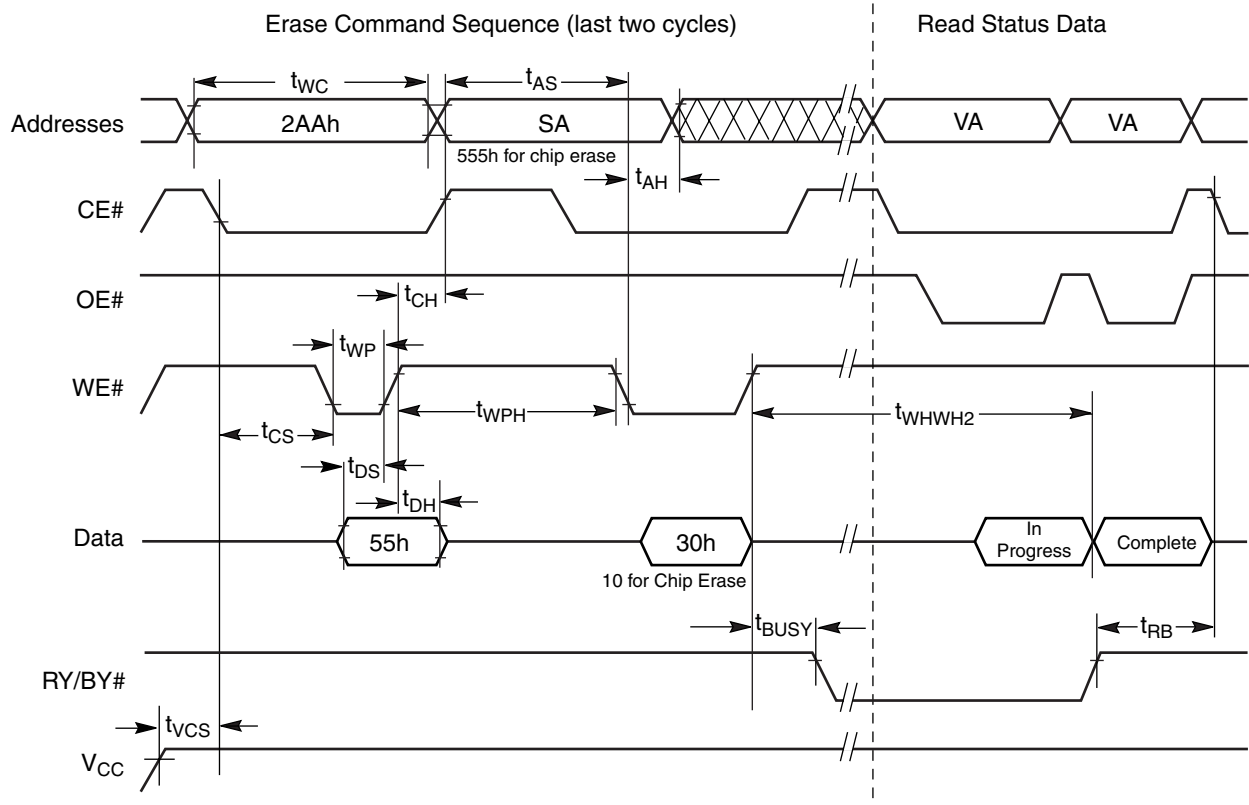 Erase Command Sequence (last two cycles) Read Status Data
tWC tAS
Addresses 2AAh SA VA VA
555h for chip erase
tAH
CE#
OE#
tCH
tWP
WE#
tWPH tWHWH2
tCS
tDS
tDH
Data 55h 30h In Progress Complete
10 for Chip Erase
tBUSY tRB
RY/BY#
tVCS
VCC